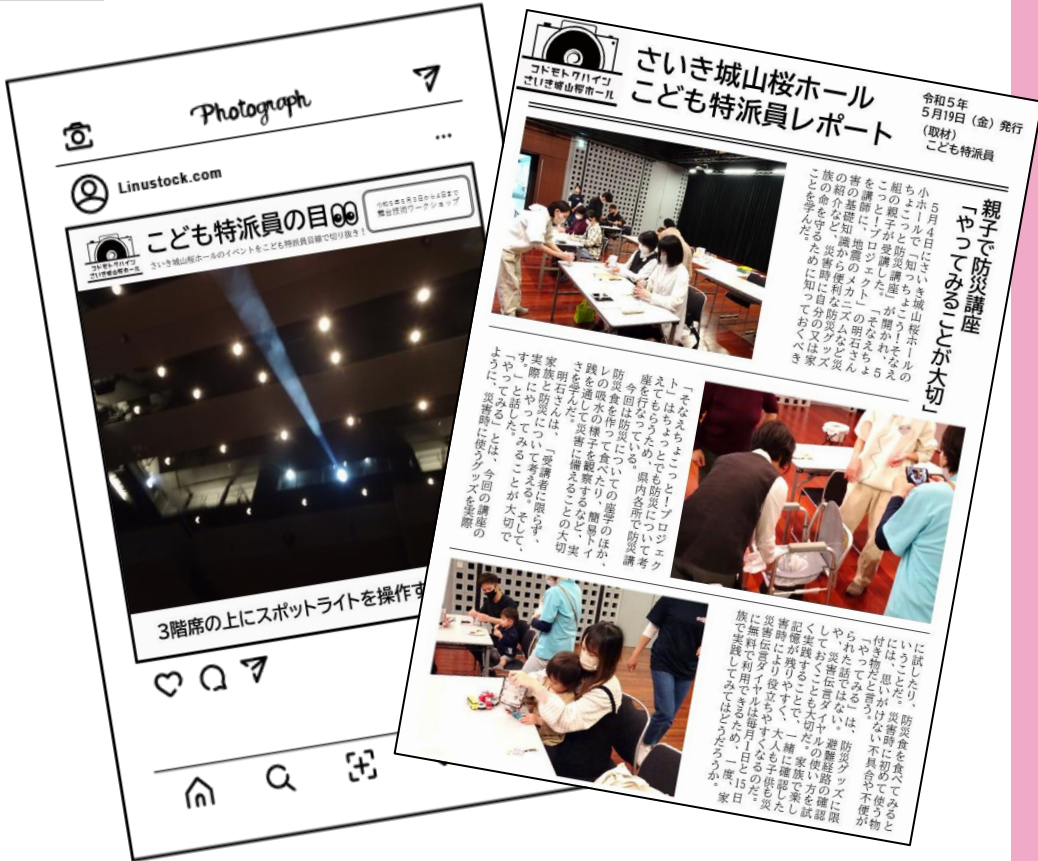 Photograph
Linustock.com
コドモトクハイン
さいき城山桜ホール
こども特派員の目
令和5年5月3日から4日まで
舞台技術ワークショップ
さいき城山桜ホールのイベントをこども特派員目線で切り抜き！
3階席の上にスポットライトを操作す
コドモトクハイン
さいき城山桜ホール
さいき城山桜ホール
こども特派員レポート
令和5年
5月19日（金）発行
（取材）
こども特派員
親子で防災講座
「やってみることが大切」
５月４日にさいき城山桜ホールの
小ホールで「知っちょこう！そなえ
ちょこっと防災講座」が開かれ、５
組の親子が受講した。「そなえちょ
こっと！プロジェクト」の明石さん
を講師に、地震のメカニズムなど災
害の基礎知識から便利な防災グッズ
の紹介など、災害時に自分の又は家
族の命を守るために知っておくべき
ことを学んだ。
「そなえちょこっと！プロジェク
ト」はちょっとでも防災について考
えてもらうため、県内各所で防災講
座を行なっている。
今回は防災についての座学のほか、
防災食を作って食べたり、簡易トイ
レの吸水の様子を観察するなど、実
践を通して災害に備えることの大切
さを学んだ。
明石さんは、「受講者に限らず、
家族と防災について考える。そして、
実際にやってみることが大切で
す。」と話した。
「やってみる」とは、今回の講座の
ように、災害時に使うグッズを実際
に試したり、防災食を食べてみると
いうことだ。災害時に初めて使う物
には、思いがけない不具合や不便が
付き物だと言う。
「やってみる」は、防災グッズに限
られた話ではない。避難経路の確認
や、災害伝言ダイヤルの使い方を試
しておくことも大切だ。家族で楽し
く実践することで、一緒に確認した
記憶が残りやすく、大人も子供も災
害時により役立ちやすくなるのだ。
災害伝言ダイヤルは毎月1日と15日
に無料で利用できるため、一度、家
族で実践してみてはどうだろうか。